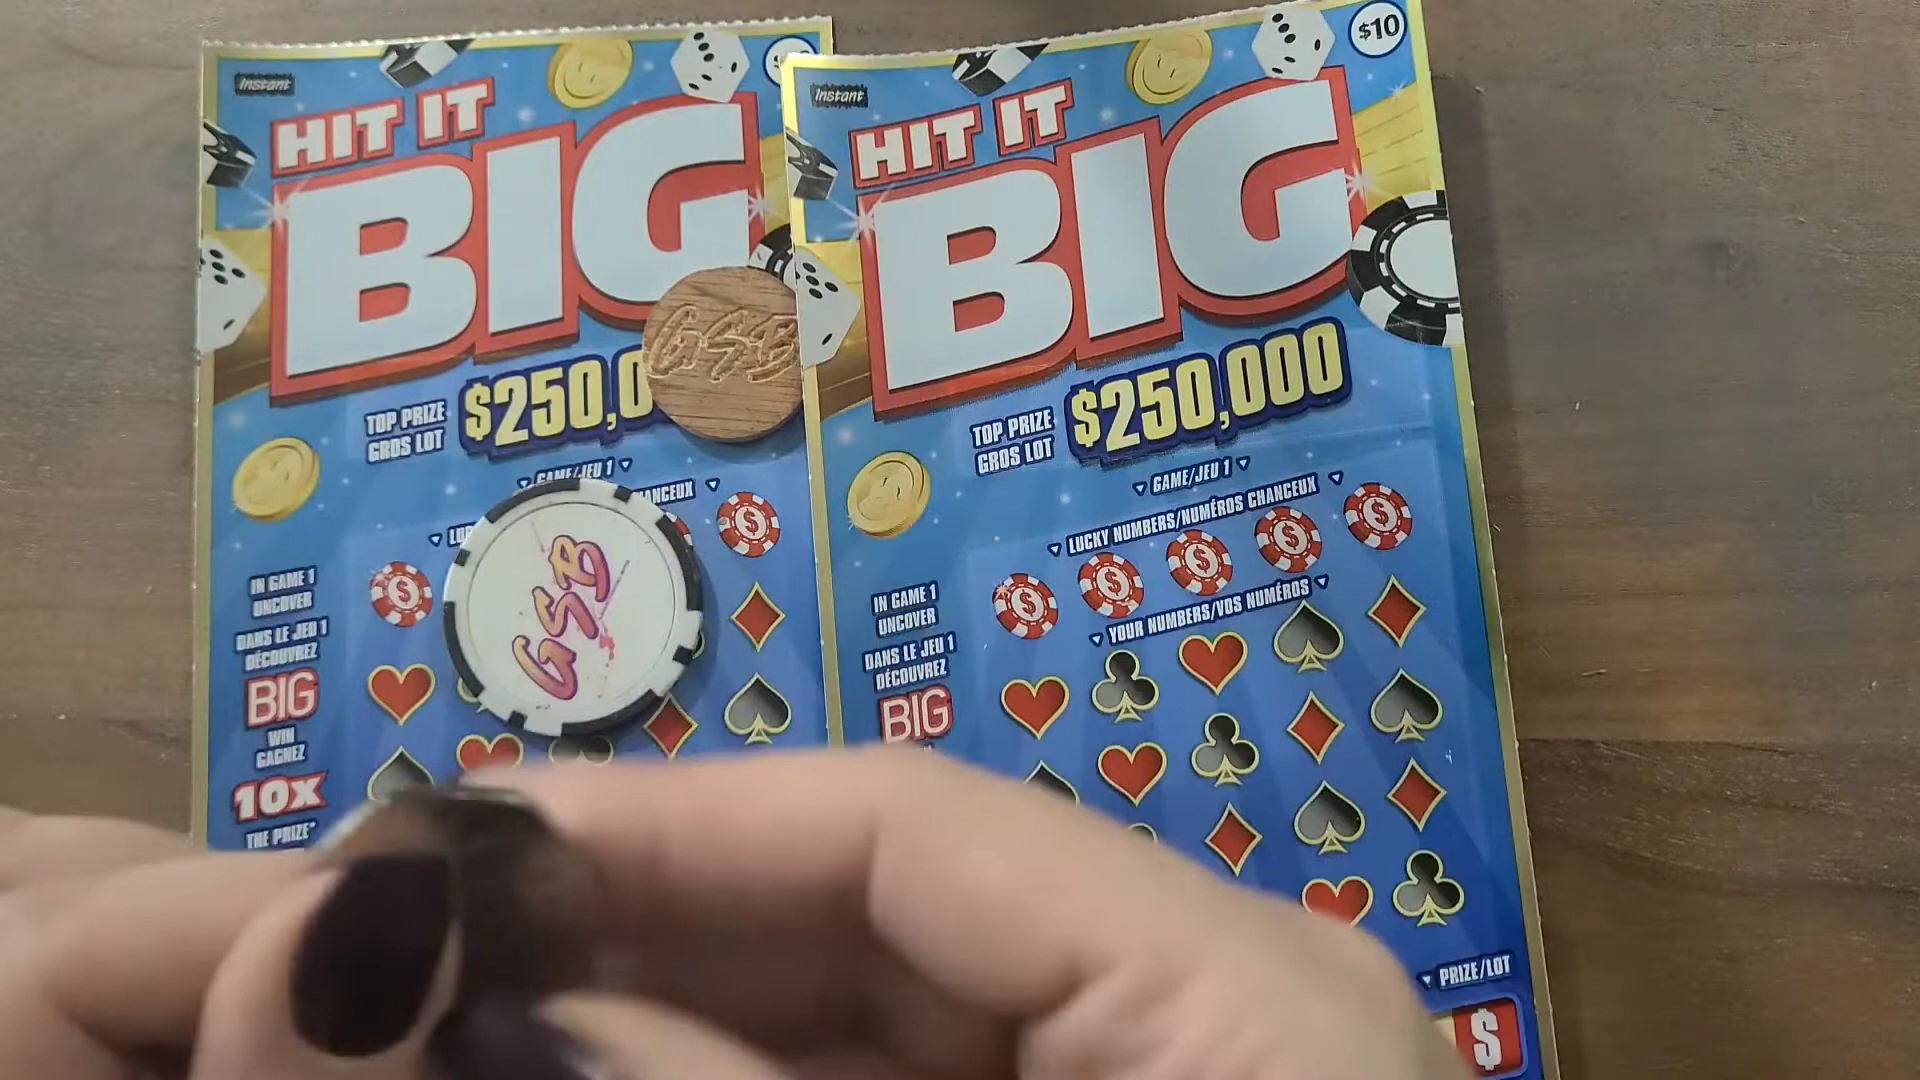 Instant
HIT IT
BIG
TOP PRIZE
GROS LOT
$250,0
GSB
GAME/JEU 1
GSB
IN GAME 1
UNCOVER
DANS LE JEU 1
DÉCOUVREZ
BIG
WIN
GAGNEZ
10X
THE PRIZE*
$10
Instant
HIT IT
BIG
TOP PRIZE
GROS LOT
$250,000
GAME/JEU 1
LUCKY NUMBERS/NUMÉROS CHANCEUX
YOUR NUMBERS/VOS NUMÉROS
IN GAME 1
UNCOVER
DANS LE JEU 1
DÉCOUVREZ
BIG
PRIZE/LOT
$